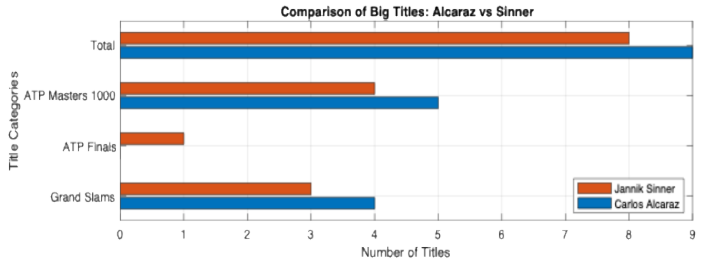 Comparison of Big Titles: Alcaraz vs Sinner
Title Categories
Total
ATP Masters 1000
ATP Finals
Grand Slams
Jannik Sinner
Carlos Alcaraz
0 1 2 3 4 5 6 7 8 9
Number of Titles